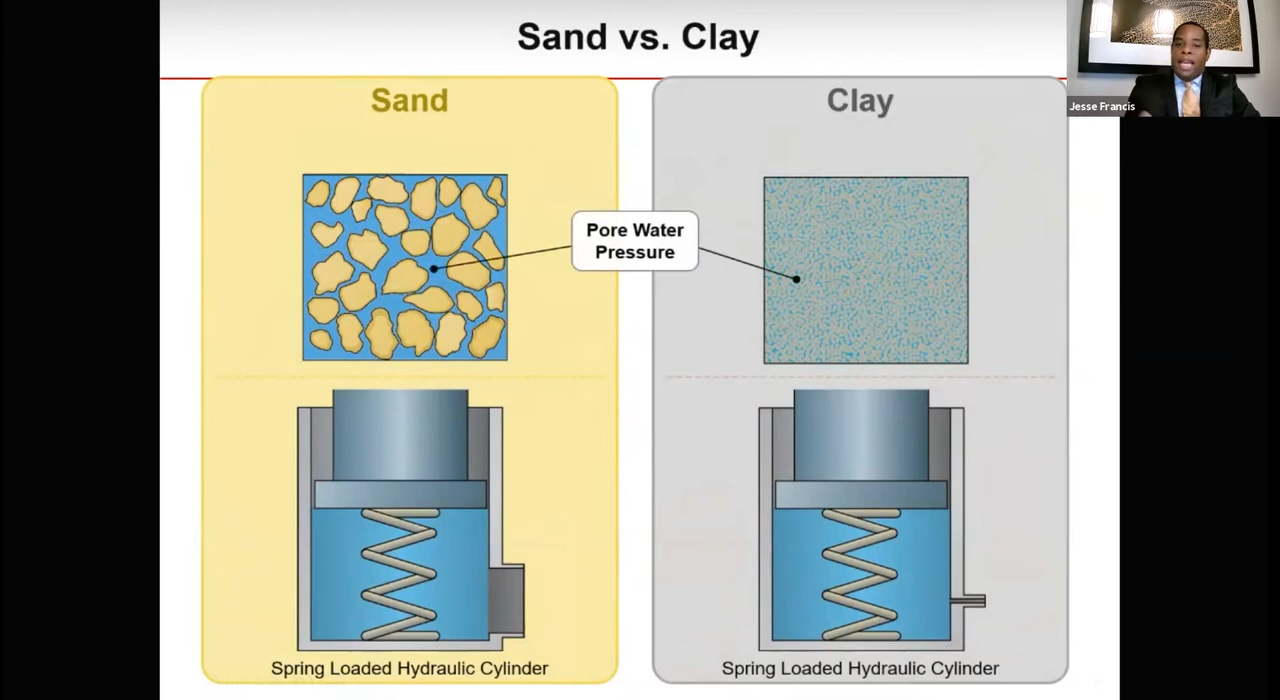 Sand vs. Clay
Jesse Francis
Sand
Clay
Pore Water
Pressure
Spring Loaded Hydraulic Cylinder
Spring Loaded Hydraulic Cylinder